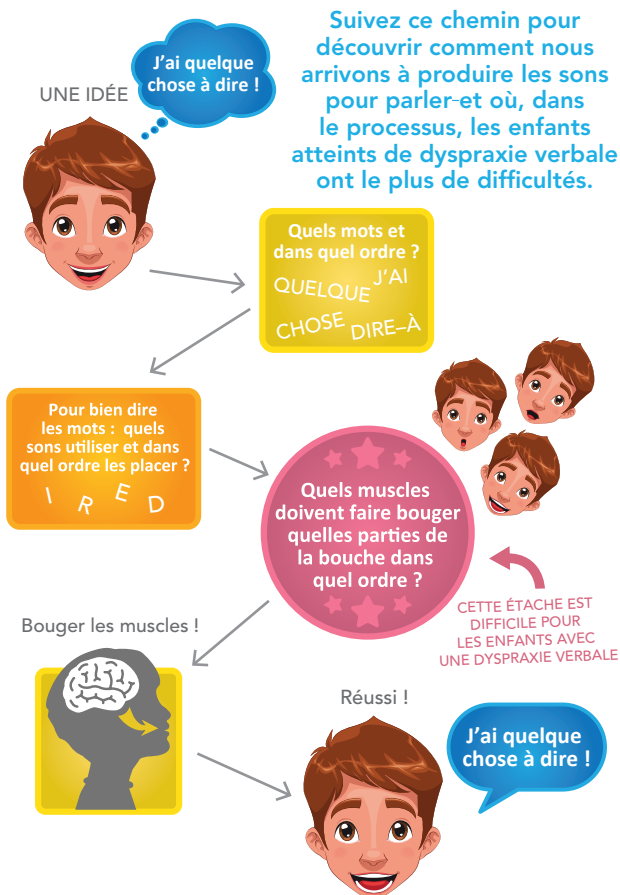 Suivez ce chemin pour
découvrir comment nous
arrivons à produire les sons
pour parler-et où, dans
le processus, les enfants
atteints de dyspraxie verbale
ont le plus de difficultés.
UNE IDÉE
J'ai quelque
chose à dire !
Quels mots et
dans quel ordre ?
QUELQUE J'AI
CHOSE DIRE–À
Pour bien dire
les mots : quels
sons utiliser et dans
quel ordre les placer ?
I R E D
Quels muscles
doivent faire bouger
quelles parties de
la bouche dans
quel ordre ?
CETTE ÉTACHE EST
DIFFICILE POUR
LES ENFANTS AVEC
UNE DYSPRAXIE VERBALE
Bouger les muscles !
Réussi !
J'ai quelque
chose à dire !